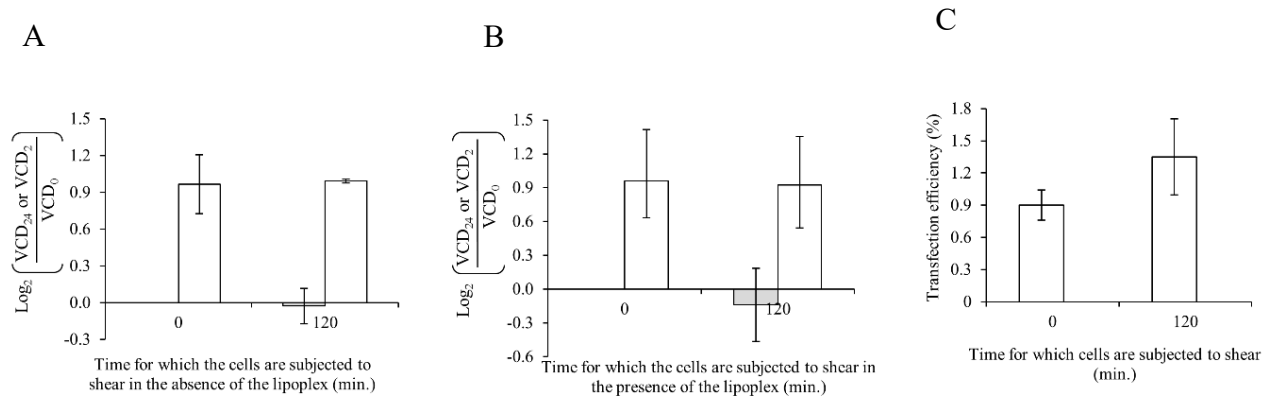 A
B
C
1.5
1.2
0.9
0.6
0.3
0.0
-0.3
Log2 { VCD24 or VCD2
VCD0 }
0
120
Time for which the cells are subjected to
shear in the absence of the lipoplex (min.)
1.5
1.2
0.9
0.6
0.3
0.0
-0.3
-0.6
Log2 { VCD24 or VCD2
VCD0 }
0
120
Time for which the cells are subjected to shear in
the presence of the lipoplex (min.)
1.8
1.5
1.2
0.9
0.6
0.3
0
Transfection efficiency (%)
0
120
Time for which cells are subjected to shear
(min.)